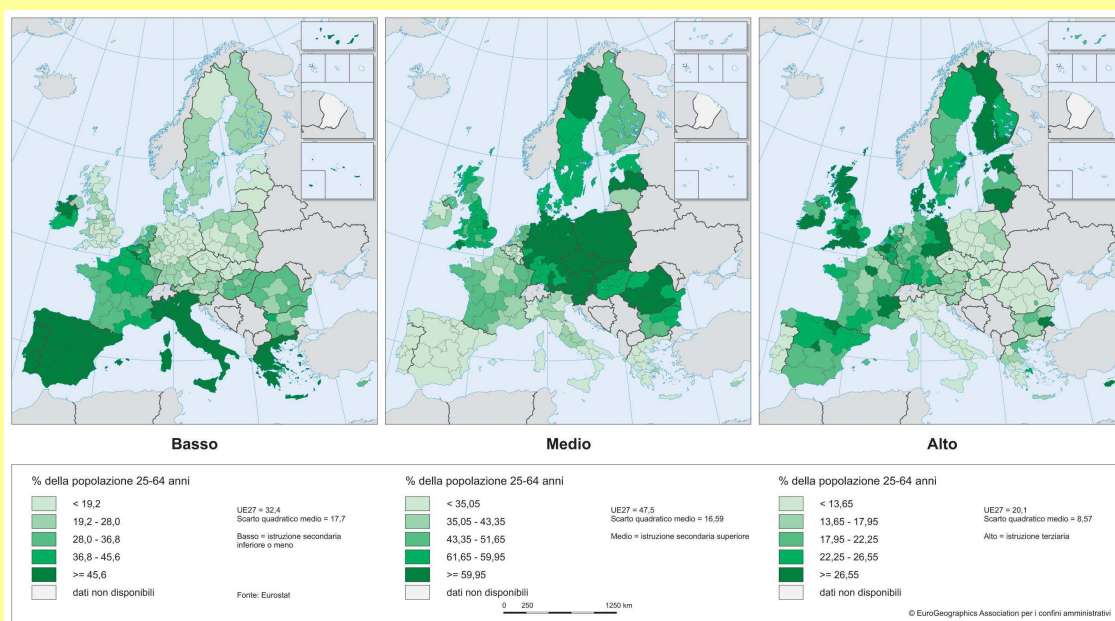 Basso
Medio
Alto
% della popolazione 25-64 anni
< 19,2
19,2 - 28,0
28,0 - 36,8
36,8 - 45,6
>= 45,6
dati non disponibili
UE27 = 32,4
Scarto quadratico medio = 17,7
Basso = istruzione secondaria
inferiore o meno
Fonte: Eurostat
% della popolazione 25-64 anni
< 35,05
35,05 - 43,35
43,35 - 51,65
61,65 - 59,95
>= 59,95
dati non disponibili
UE27 = 47,5
Scarto quadratico medio = 16,59
Medio = istruzione secondaria superiore
0 250 1250 km
% della popolazione 25-64 anni
< 13,65
13,65 - 17,95
17,95 - 22,25
22,25 - 26,55
>= 26,55
dati non disponibili
UE27 = 20,1
Scarto quadratico medio = 8,57
Alto = istruzione terziaria
© EuroGeographics Association per i confini amministrativi